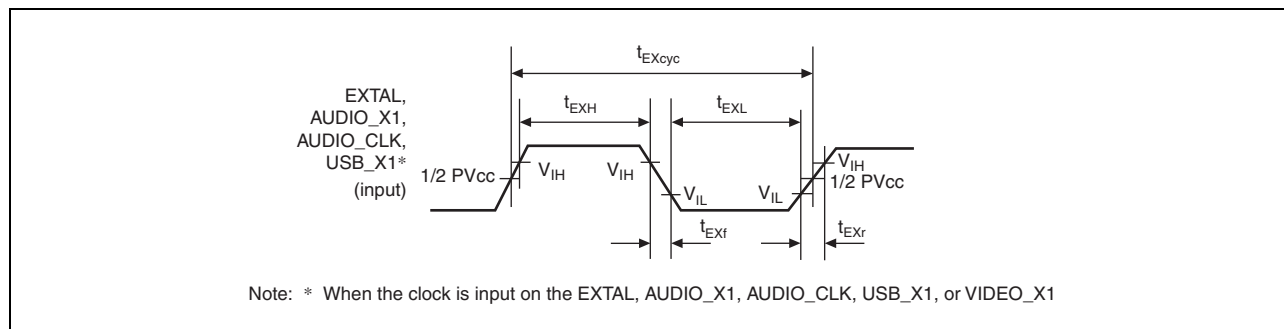 tEXcyc
EXTAL,
AUDIO_X1,
AUDIO_CLK,
USB_X1*
(input)
tEXH
tEXL
1/2 PVcc
VIH
VIH
VIL
VIL
VIH
1/2 PVcc
tEXf
tEXr
Note: * When the clock is input on the EXTAL, AUDIO_X1, AUDIO_CLK, USB_X1, or VIDEO_X1